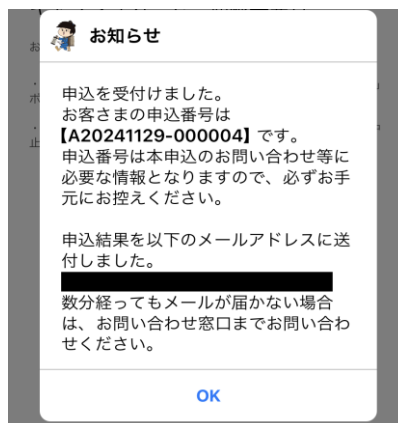 お知らせ
申込を受付けました。
お客さまの申込番号は
【A20241129-000004】です。
申込番号は本申込のお問い合わせ等に
必要な情報となりますので、必ずお手
元にお控えください。
申込結果を以下のメールアドレスに送
付しました。
数分経ってもメールが届かない場合
は、お問い合わせ窓口までお問い合わ
せください。
OK